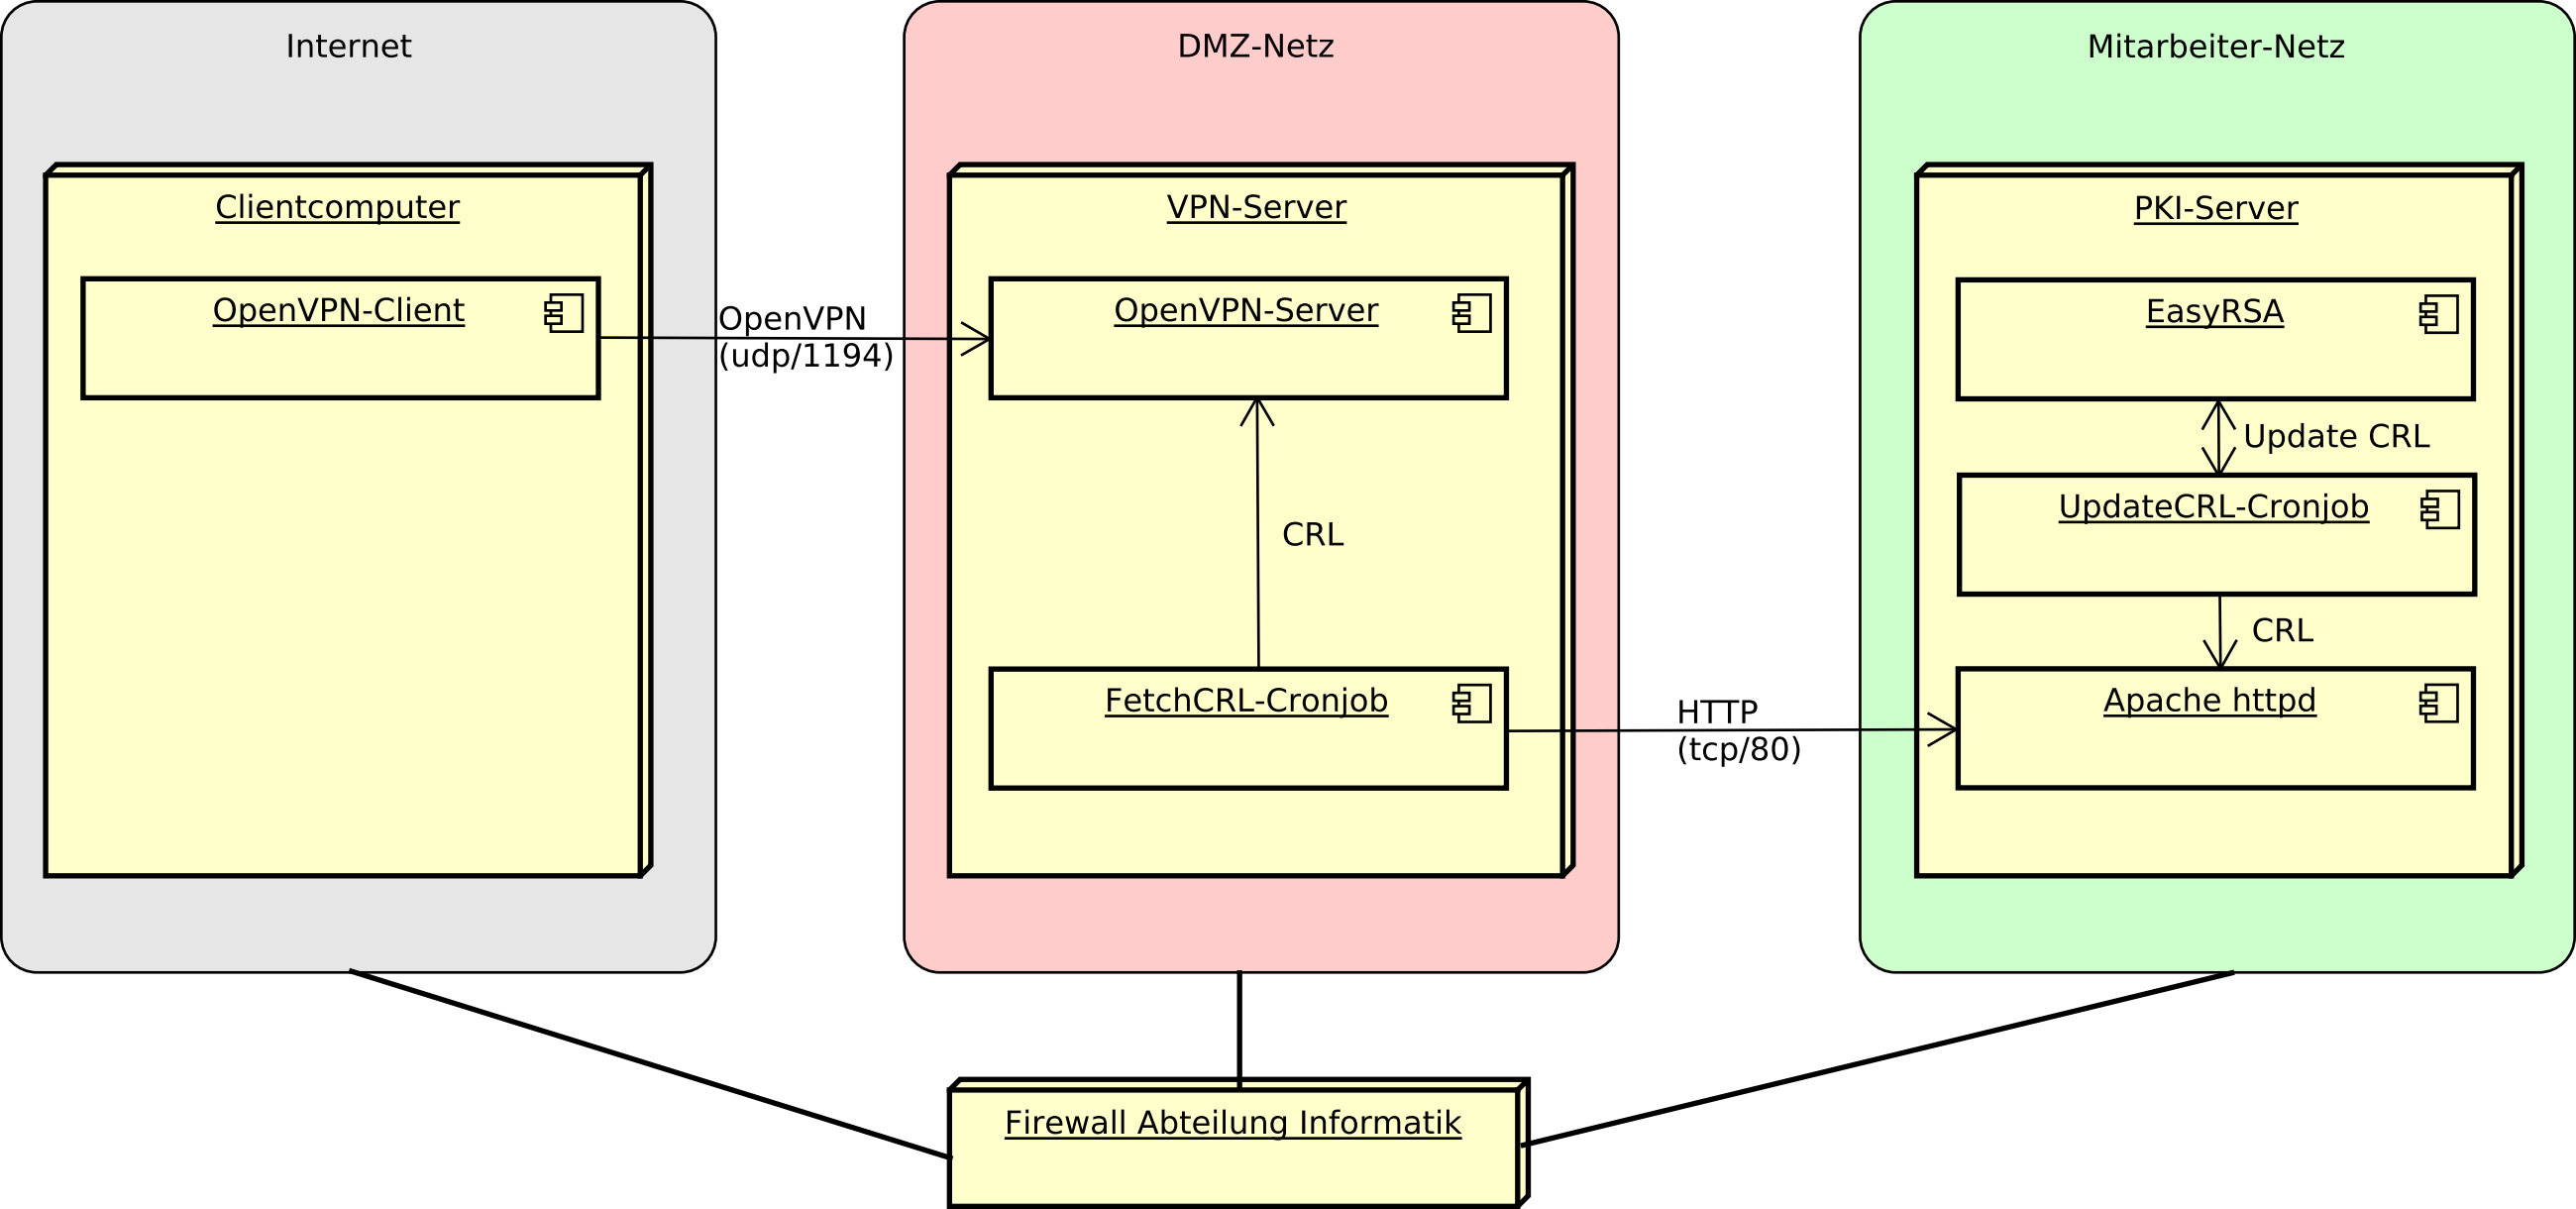 Internet
DMZ-Netz
Mitarbeiter-Netz
Clientcomputer
VPN-Server
PKI-Server
OpenVPN-Client
OpenVPN
(udp/1194)
OpenVPN-Server
EasyRSA
Update CRL
UpdateCRL-Cronjob
CRL
CRL
FetchCRL-Cronjob
HTTP
(tcp/80)
Apache httpd
Firewall Abteilung Informatik